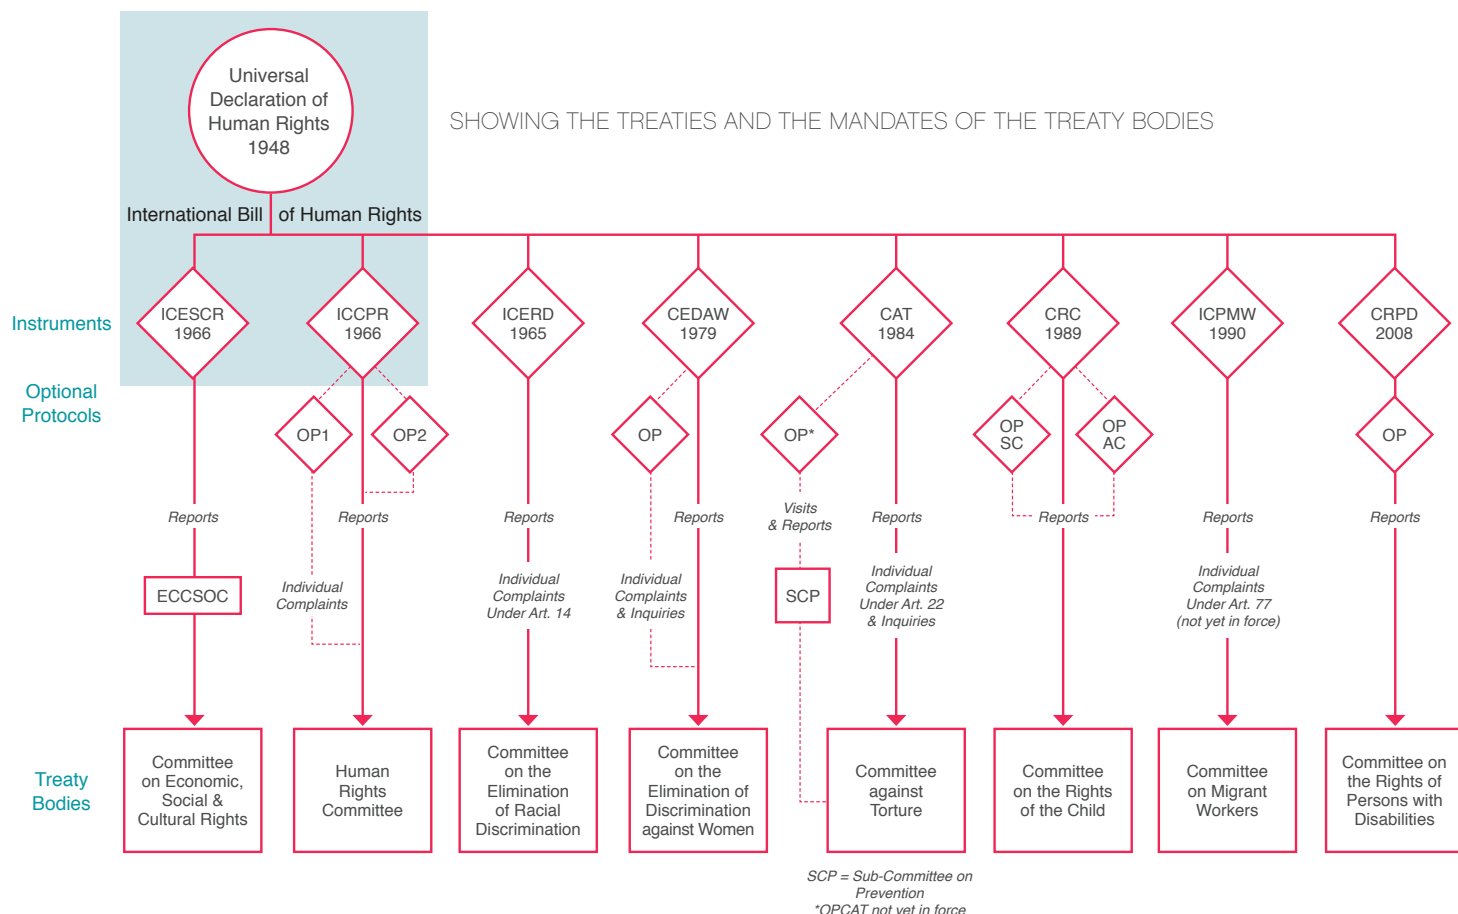 Universal
Declaration of
Human Rights
1948
SHOWING THE TREATIES AND THE MANDATES OF THE TREATY BODIES
International Bill of Human Rights
Instruments
ICESCR
1966
ICCPR
1966
ICERD
1965
CEDAW
1979
CAT
1984
CRC
1989
ICPMW
1990
CRPD
2008
Optional
Protocols
OP1
OP2
OP
OP*
OP
SC
OP
AC
OP
Reports
Reports
Reports
Reports
Visits
& Reports
Reports
Reports
Reports
Reports
ECCSOC
Individual
Complaints
Individual
Complaints
Under Art. 14
Individual
Complaints
& Inquiries
SCP
Individual
Complaints
Under Art. 22
& Inquiries
Individual
Complaints
Under Art. 77
(not yet in force)
Treaty
Bodies
Committee
on Economic,
Social &
Cultural Rights
Human
Rights
Committee
Committee
on the
Elimination
of Racial
Discrimination
Committee
on the
Elimination of
Discrimination
against Women
Committee
against
Torture
Committee
on the Rights
of the Child
Committee
on Migrant
Workers
Committee on
the Rights of
Persons with
Disabilities
SCP = Sub-Committee on
Prevention
*OPCAT not yet in force